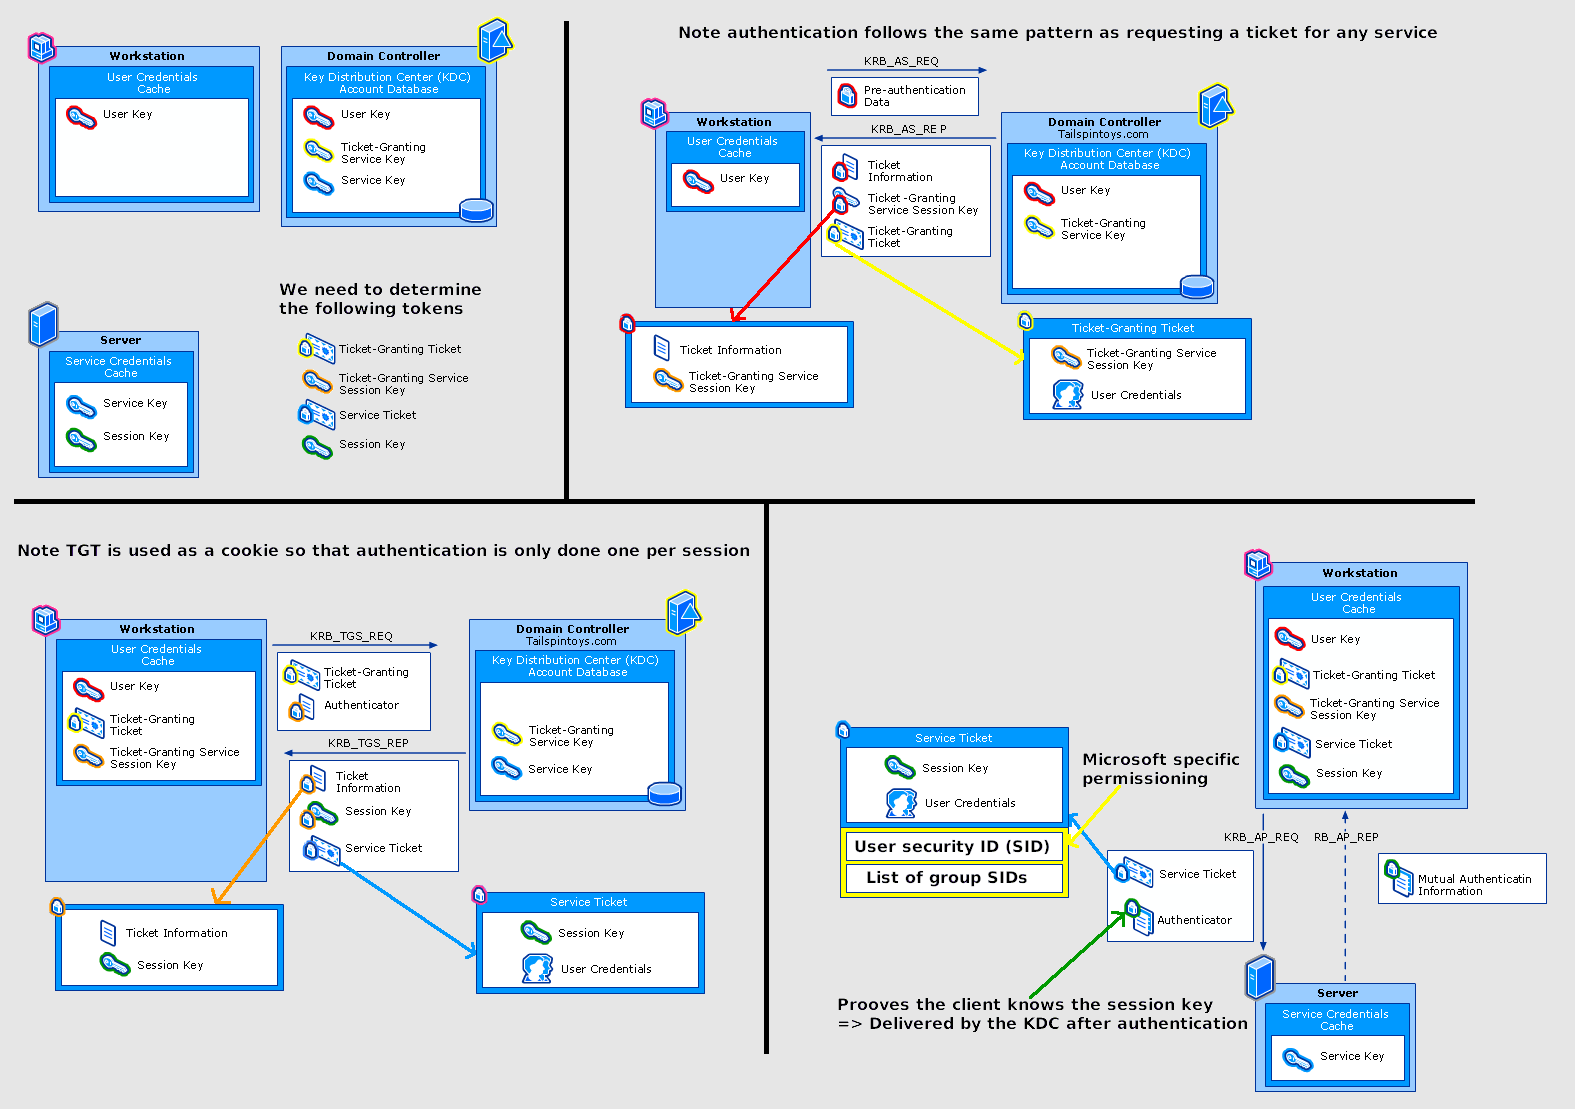 Workstation
User Credentials
Cache
User Key
Domain Controller
Key Distribution Center (KDC)
Account Database
User Key
Ticket-Granting
Service Key
Service Key
Server
Service Credentials
Cache
Service Key
Session Key
We need to determine
the following tokens
Ticket-Granting Ticket
Ticket-Granting Service
Session Key
Service Ticket
Session Key
Note authentication follows the same pattern as requesting a ticket for any service
KRB_AS_REQ
Pre-authentication
Data
KRB_AS_RE P
Ticket
Information
Ticket -Granting
Service Session Key
Ticket-Granting
Ticket
Workstation
User Credentials
Cache
User Key
Domain Controller
Tailspintoys.com
Key Distribution Center (KDC)
Account Database
User Key
Ticket-Granting
Service Key
Ticket Information
Ticket-Granting Service
Session Key
Ticket-Granting Ticket
Ticket-Granting Service
Session Key
User Credentials
Note TGT is used as a cookie so that authentication is only done one per session
Workstation
User Credentials
Cache
User Key
Ticket-Granting
Ticket
Ticket-Granting Service
Session Key
KRB_TGS_REQ
Ticket-Granting
Ticket
Authenticator
KRB_TGS_REP
Ticket
Information
Session Key
Service Ticket
Domain Controller
Tailspintoys.com
Key Distribution Center (KDC)
Account Database
Ticket-Granting
Service Key
Service Key
Ticket Information
Session Key
Service Ticket
Session Key
User Credentials
Workstation
User Credentials
Cache
User Key
Ticket-Granting Ticket
Ticket-Granting Service
Session Key
Service Ticket
Session Key
Service Ticket
Session Key
User Credentials
User security ID (SID)
List of group SIDs
Microsoft specific
permissioning
KRB_AP_REQ
RB_AP_REP
Service Ticket
Authenticator
Mutual Authenticatin
Information
Prooves the client knows the session key
=> Delivered by the KDC after authentication
Server
Service Credentials
Cache
Service Key